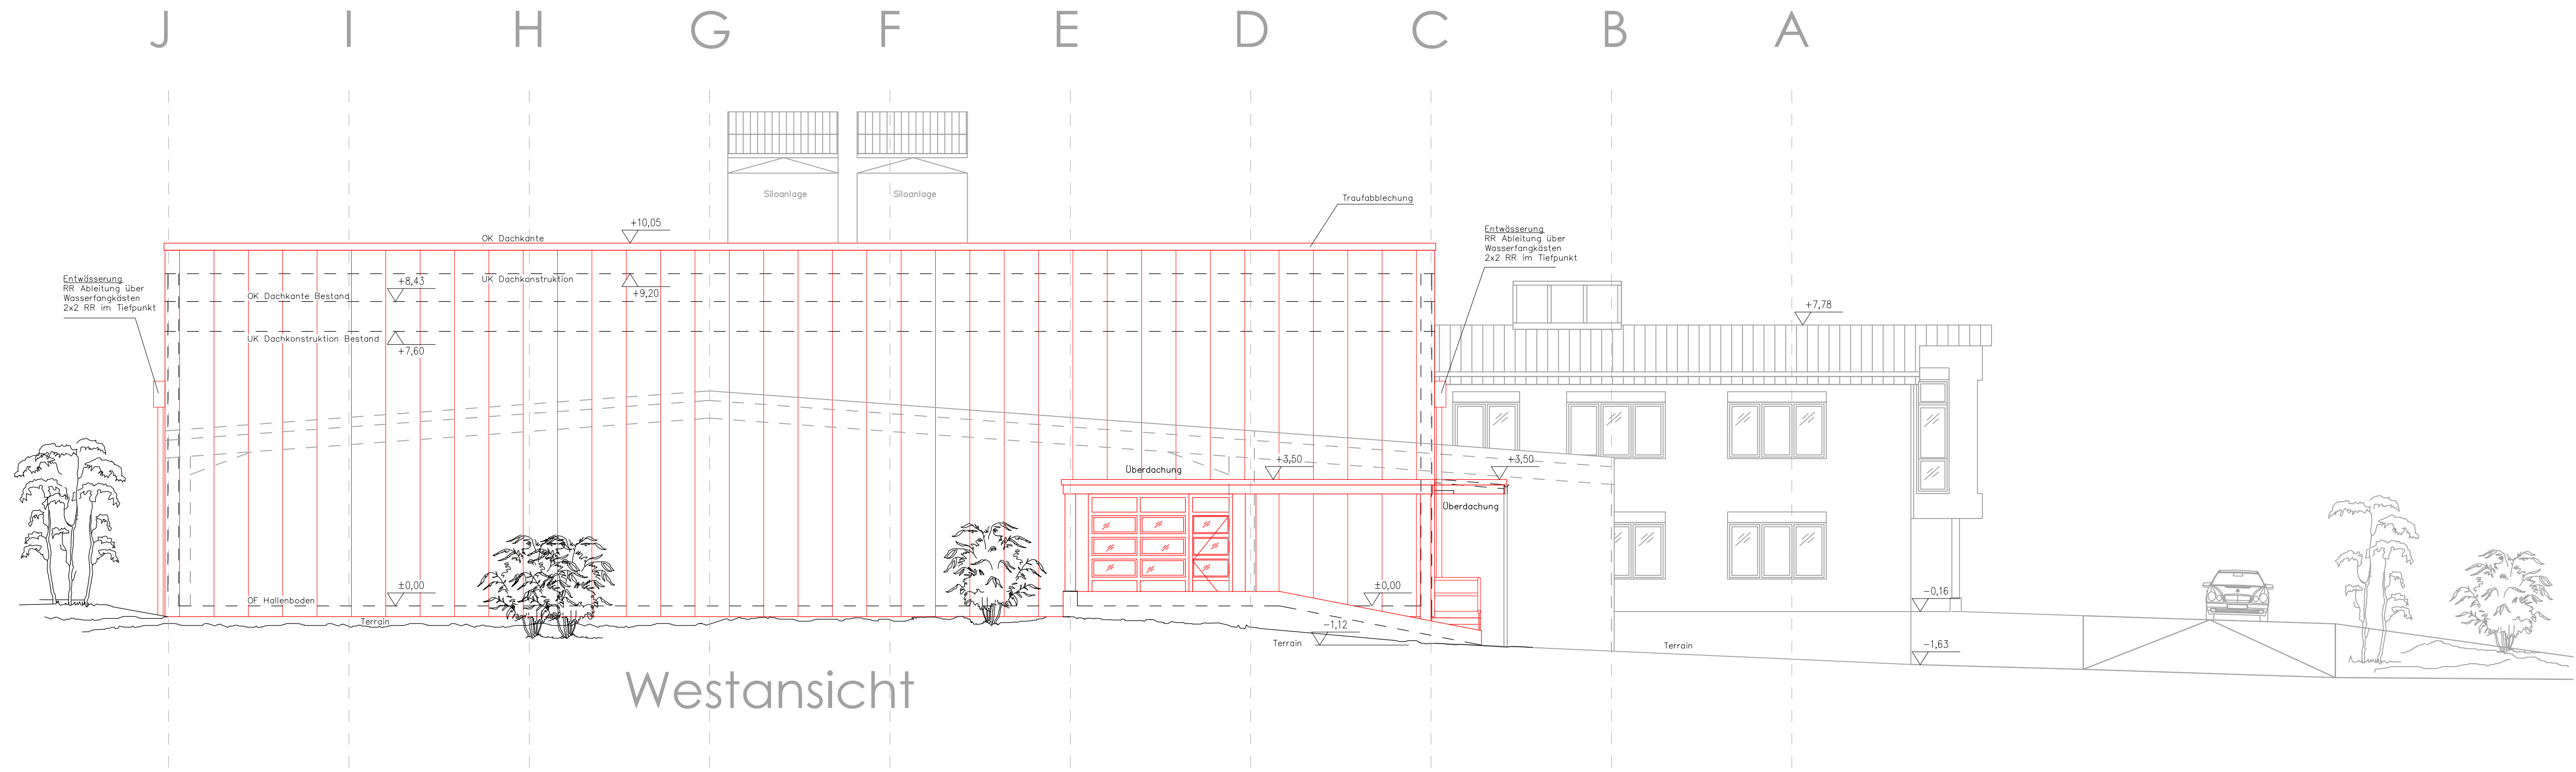 J I H G F E D C B A
Siloanlage Siloanlage
Traufabblechung
+10,05
OK Dachkante
Entwässerung
RR Ableitung über
Wasserfangkästen
2x2 RR im Tiefpunkt
Entwässerung
RR Ableitung über
Wasserfangkästen
2x2 RR im Tiefpunkt
+8,43
UK Dachkanstruktion
+9,20
OK Dachkante Bestand
+7,78
UK Dachkonstruktion Bestand
+7,60
+3,50
+3,50
Überdachung
Überdachung
±0,00
OF Hallenboden
±0,00
-0,16
Terrain
-1,12
Terrain
Terrain
-1,63
Westansicht